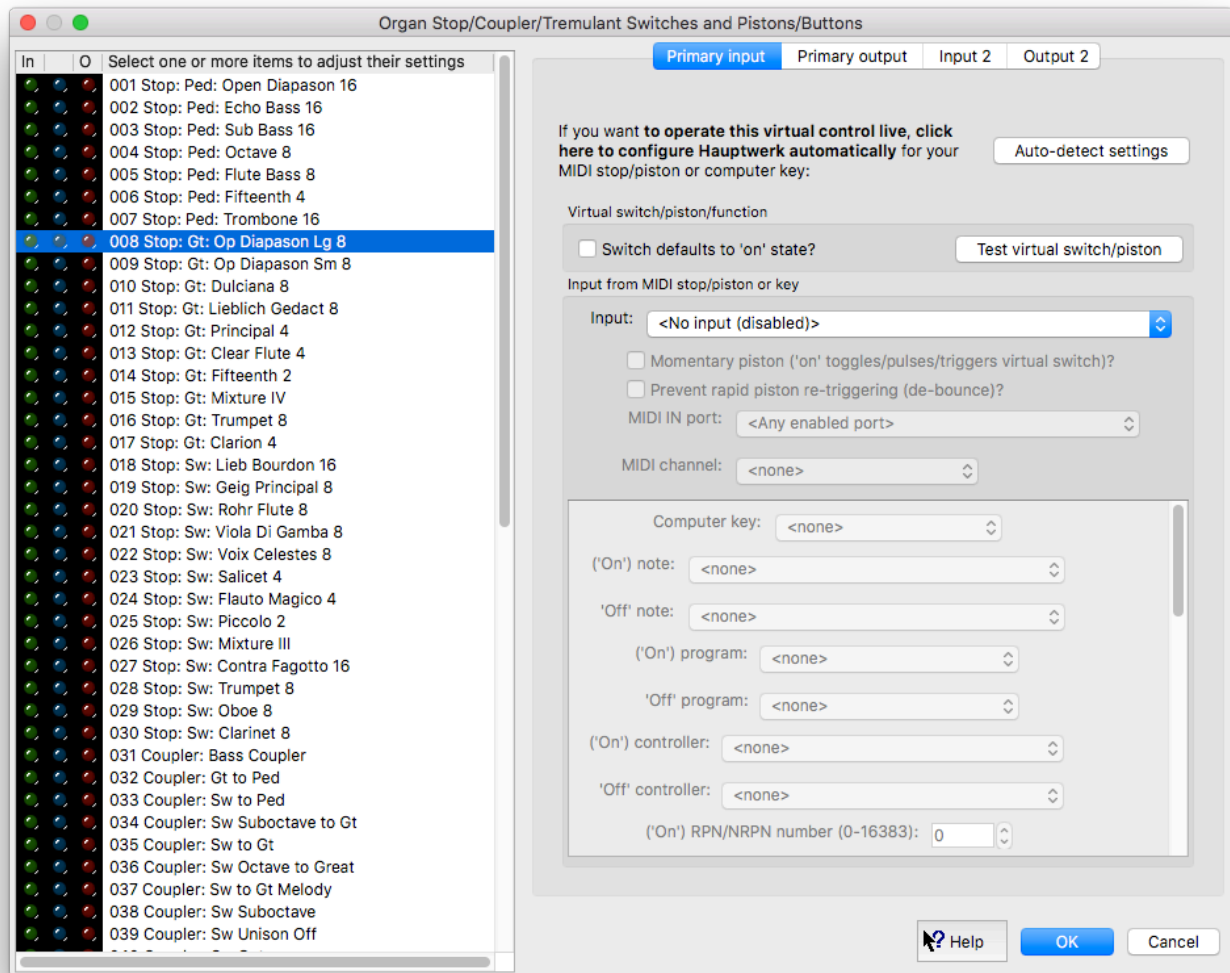 Organ Stop/Coupler/Tremulant Switches and Pistons/Buttons
In O Select one or more items to adjust their settings
001 Stop: Ped: Open Diapason 16
002 Stop: Ped: Echo Bass 16
003 Stop: Ped: Sub Bass 16
004 Stop: Ped: Octave 8
005 Stop: Ped: Flute Bass 8
006 Stop: Ped: Fifteenth 4
007 Stop: Ped: Trombone 16
008 Stop: Gt: Op Diapason Lg 8
009 Stop: Gt: Op Diapason Sm 8
010 Stop: Gt: Dulciana 8
011 Stop: Gt: Lieblich Gedact 8
012 Stop: Gt: Principal 4
013 Stop: Gt: Clear Flute 4
014 Stop: Gt: Fifteenth 2
015 Stop: Gt: Mixture IV
016 Stop: Gt: Trumpet 8
017 Stop: Gt: Clarion 4
018 Stop: Sw: Lieb Bourdon 16
019 Stop: Sw: Geig Principal 8
020 Stop: Sw: Rohr Flute 8
021 Stop: Sw: Viola Di Gamba 8
022 Stop: Sw: Voix Celestes 8
023 Stop: Sw: Salicet 4
024 Stop: Sw: Flauto Magico 4
025 Stop: Sw: Piccolo 2
026 Stop: Sw: Mixture III
027 Stop: Sw: Contra Fagotto 16
028 Stop: Sw: Trumpet 8
029 Stop: Sw: Oboe 8
030 Stop: Sw: Clarinet 8
031 Coupler: Bass Coupler
032 Coupler: Gt to Ped
033 Coupler: Sw to Ped
034 Coupler: Sw Suboctave to Gt
035 Coupler: Sw to Gt
036 Coupler: Sw Octave to Great
037 Coupler: Sw to Gt Melody
038 Coupler: Sw Suboctave
039 Coupler: Sw Unison Off
Primary input Primary output Input 2 Output 2
If you want to operate this virtual control live, click
here to configure Hauptwerk automatically for your
MIDI stop/piston or computer key:
Auto-detect settings
Virtual switch/piston/function
Switch defaults to 'on' state?
Test virtual switch/piston
Input from MIDI stop/piston or key
Input: <No input (disabled)>
Momentary piston ('on' toggles/pulses/triggers virtual switch)?
Prevent rapid piston re-triggering (de-bounce)?
MIDI IN port: <Any enabled port>
MIDI channel: <none>
Computer key: <none>
('On') note: <none>
'Off' note: <none>
('On') program: <none>
'Off' program: <none>
('On') controller: <none>
'Off' controller: <none>
('On') RPN/NRPN number (0-16383): 0
? Help OK Cancel